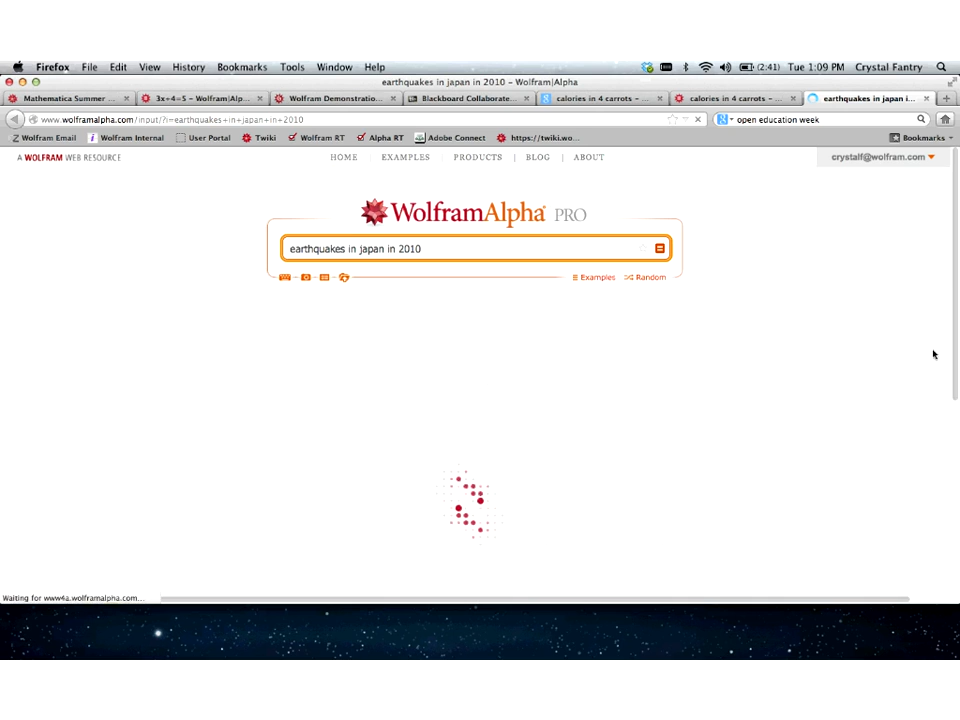 Firefox File Edit View History Bookmarks Tools Window Help (2:41) Tue 1:09 PM Crystal Fantry
earthquakes in japan in 2010 – Wolfram|Alpha
Mathematica Summer ... 3x+4=5 – Wolfram|Alp... Wolfram Demonstratio... Blackboard Collaborate... calories in 4 carrots – ... calories in 4 carrots – ... earthquakes in japan i...
www.wolframalpha.com/input/?i=earthquakes+in+japan+in+2010 open education week
Wolfram Email Wolfram Internal User Portal Twiki Wolfram RT Alpha RT Adobe Connect https://twiki.wo... Bookmarks
A WOLFRAM WEB RESOURCE HOME | EXAMPLES | PRODUCTS | BLOG | ABOUT crystalf@wolfram.com
WolframAlpha PRO
earthquakes in japan in 2010
Examples Random
Waiting for www4a.wolframalpha.com...